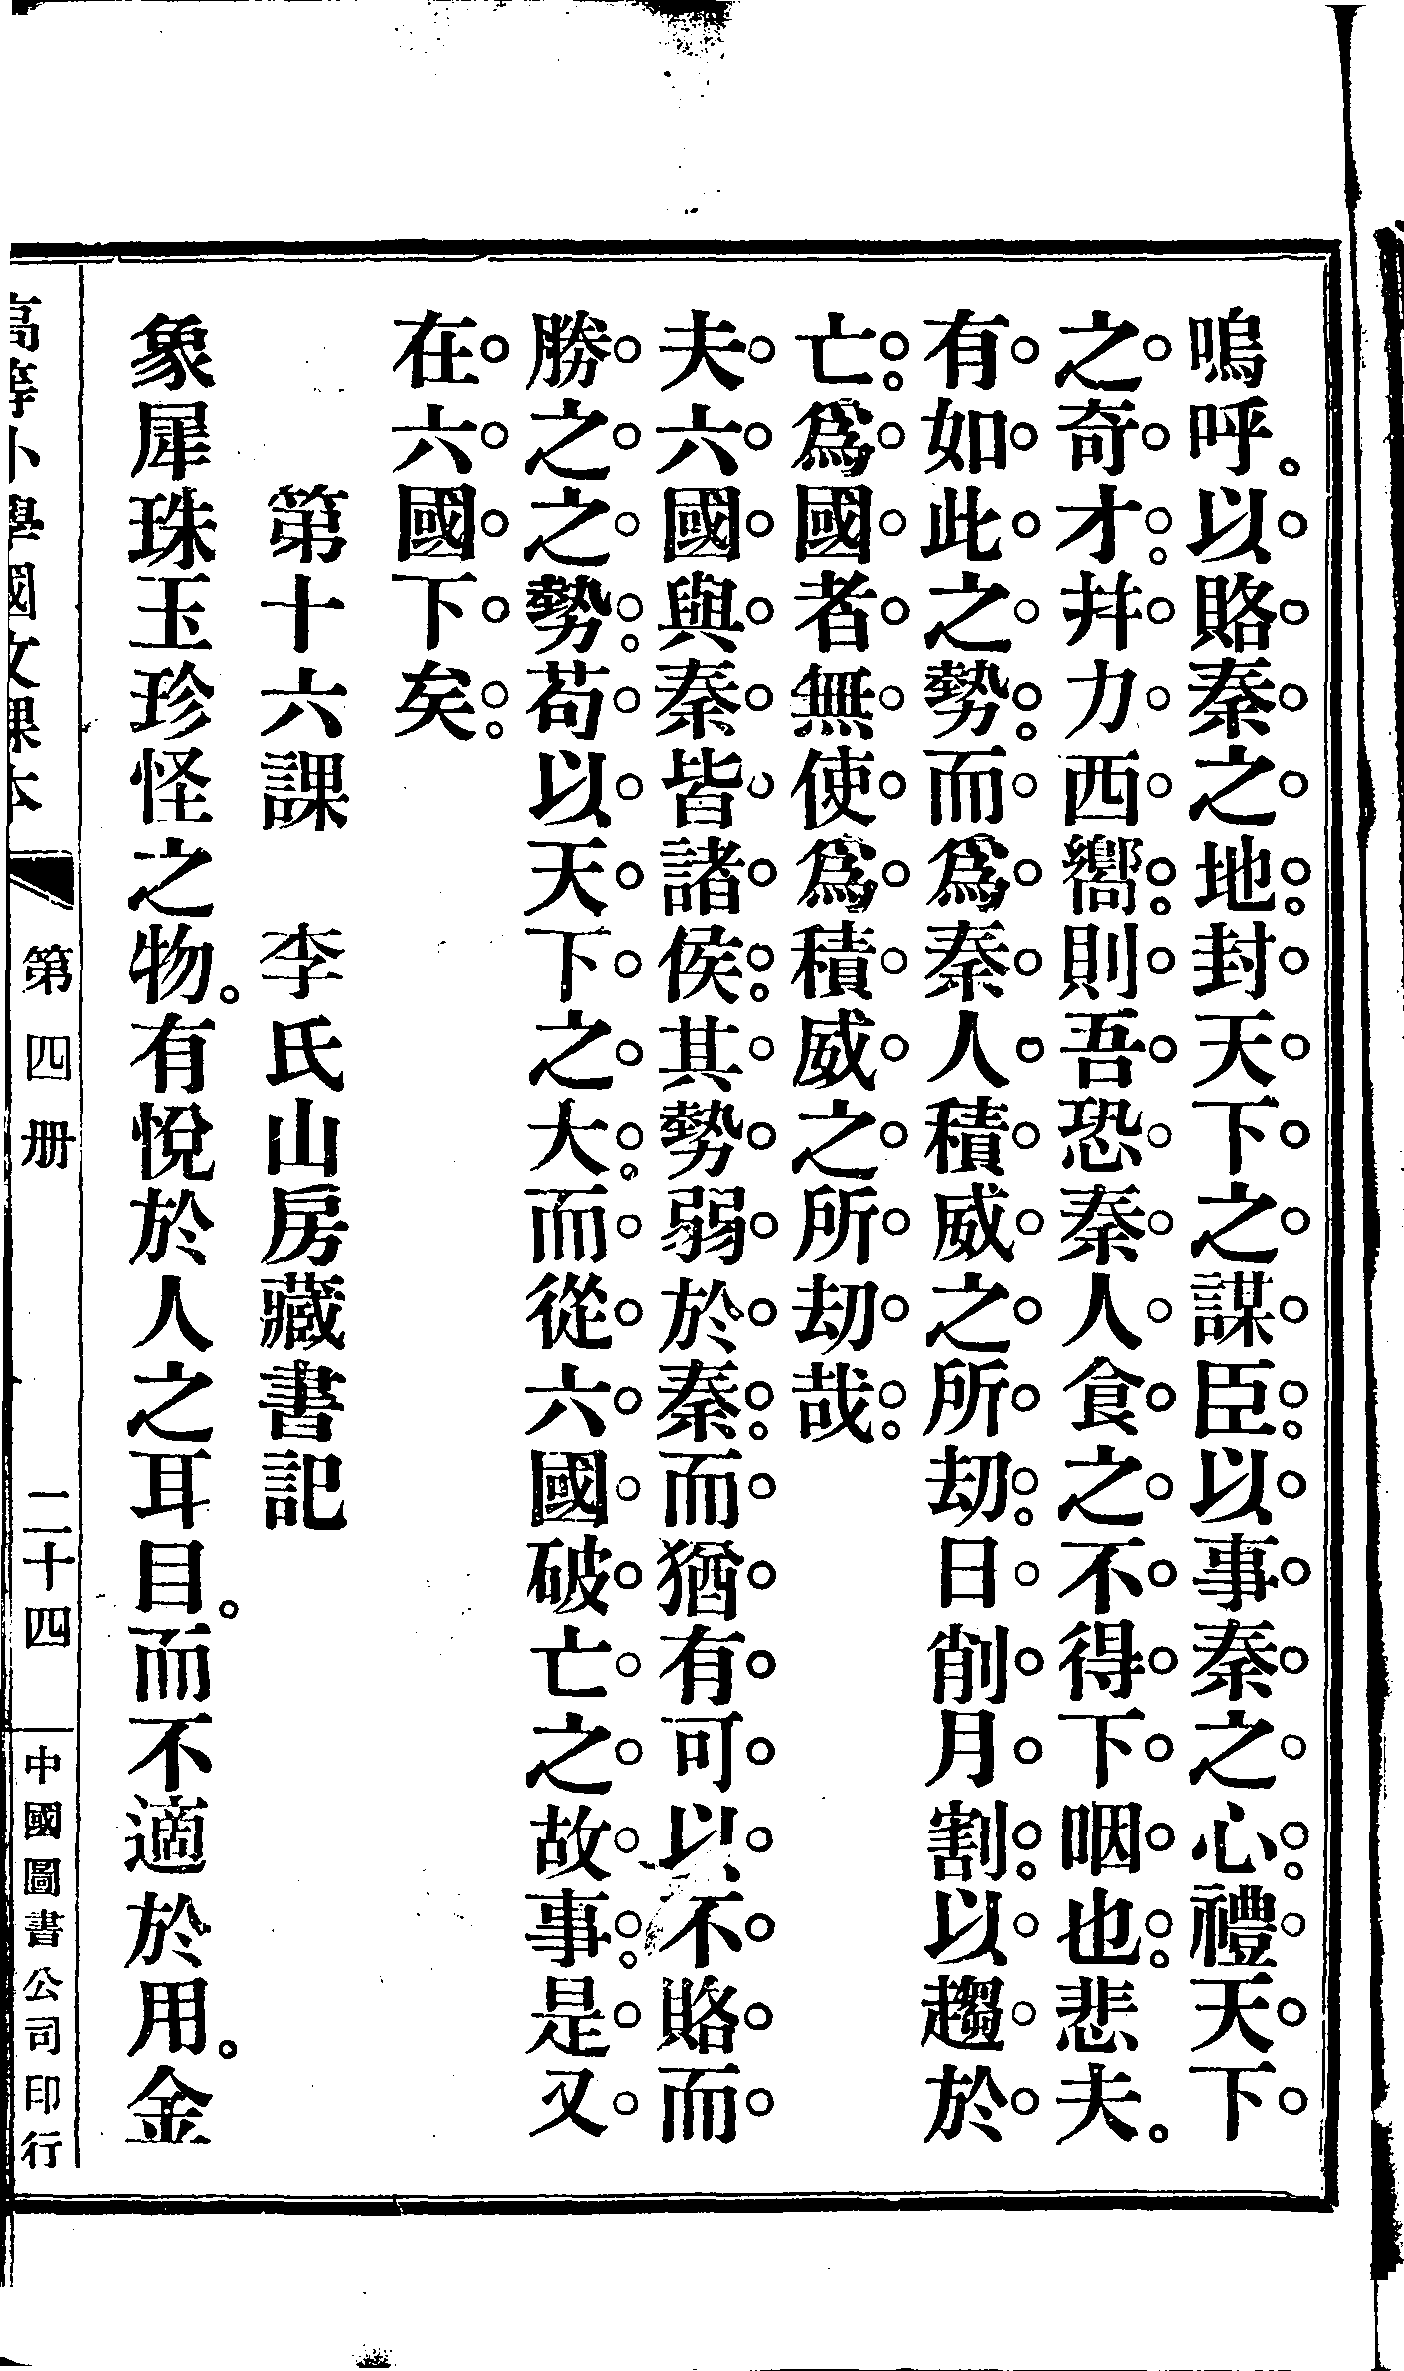 嗚呼。以賂秦之地。封天下之謀臣。以事秦之心。禮天下
之奇才。幷力西嚮。則吾恐秦人食之不得下咽也。悲夫。
有如此之勢。而爲秦人積威之所劫。日削月割。以趨於
亡。爲國者無使爲積威之所劫哉。
夫六國與秦皆諸侯。其勢弱於秦。而猶有可以不賂而
勝之之勢。苟以天下之大。而從六國破亡之故事。是又
在六國下矣。
第十六課　李氏山房藏書記
象犀珠玉珍怪之物。有悅於人之耳目。而不適於用。金
高等小學國文課本　第四册　二十四　中國圖書公司印行